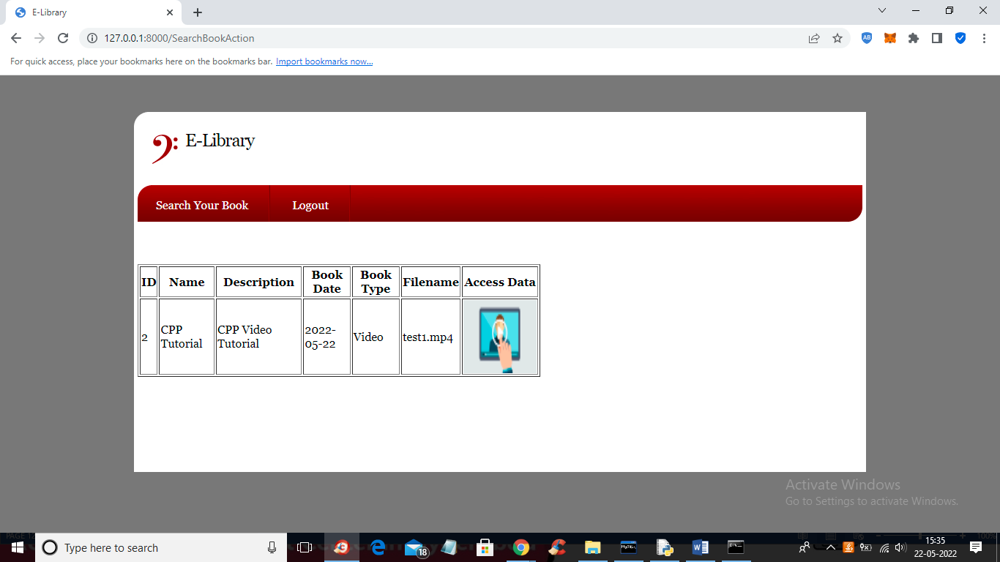 E-Library
127.0.0.1:8000/SearchBookAction
For quick access, place your bookmarks here on the bookmarks bar. Import bookmarks now...
E-Library
Search Your Book Logout
ID Name Description Book Date Book Type Filename Access Data
2 CPP Tutorial CPP Video Tutorial 2022-05-22 Video test1.mp4
Activate Windows
Go to Settings to activate Windows.
Type here to search
18
15:35
22-05-2022